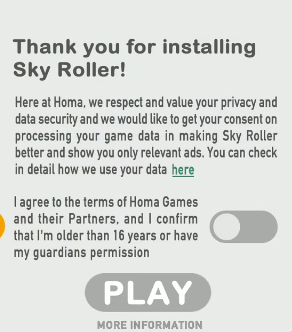 Thank you for installing
Sky Roller!
Here at Homa, we respect and value your privacy and
data security and we would like to get your consent on
processing your game data in making Sky Roller
better and show you only relevant ads. You can check
in detail how we use your data here
I agree to the terms of Homa Games
and their Partners, and I confirm
that I'm older than 16 years or have
my guardians permission
PLAY
MORE INFORMATION